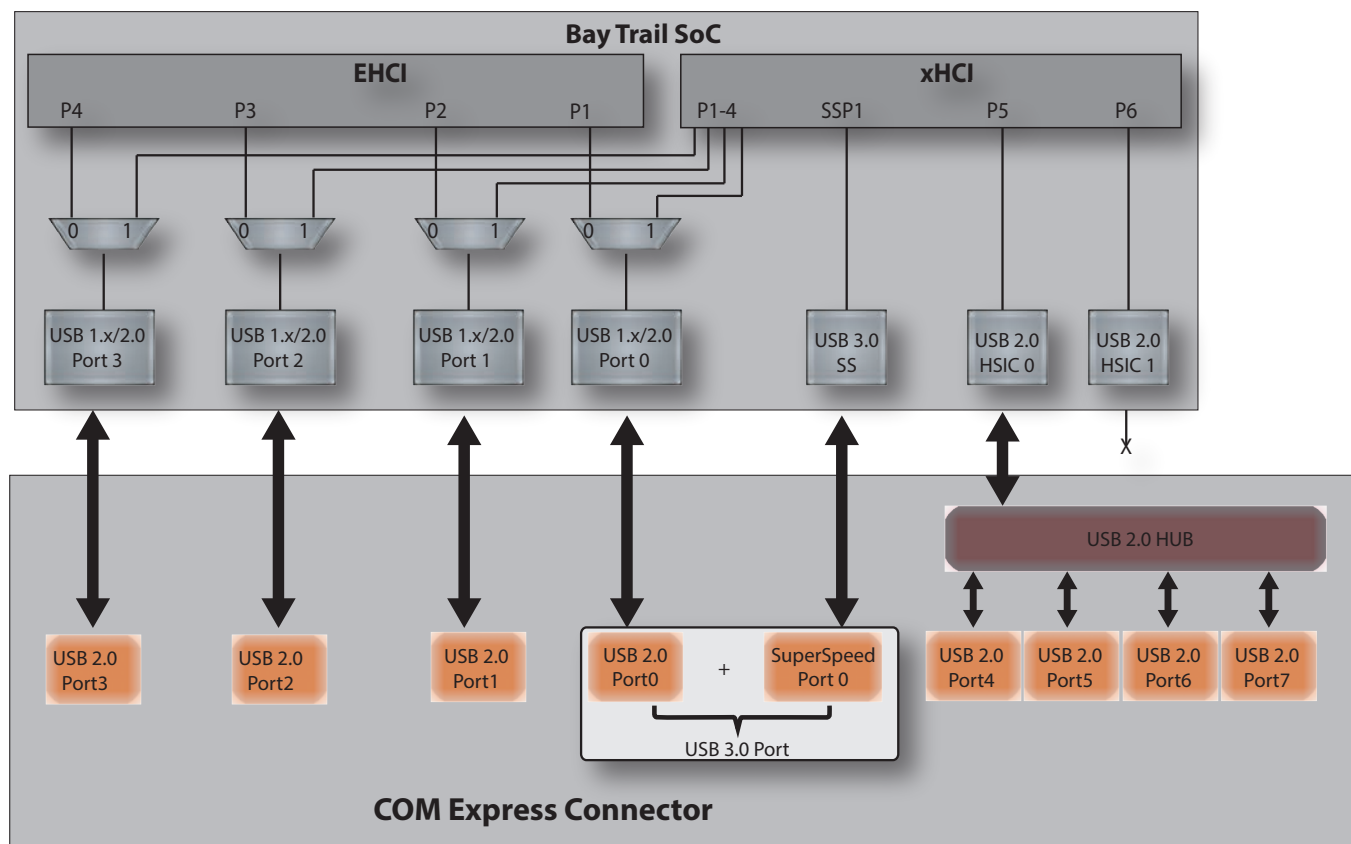 Bay Trail SoC
EHCI
xHCI
P4 P3 P2 P1
P1-4 SSP1 P5 P6
0 1 0 1 0 1 0 1
USB 1.x/2.0
Port 3
USB 1.x/2.0
Port 2
USB 1.x/2.0
Port 1
USB 1.x/2.0
Port 0
USB 3.0
SS
USB 2.0
HSIC 0
USB 2.0
HSIC 1
X
USB 2.0 HUB
USB 2.0
Port3
USB 2.0
Port2
USB 2.0
Port1
USB 2.0
Port0
+
SuperSpeed
Port 0
USB 2.0
Port4
USB 2.0
Port5
USB 2.0
Port6
USB 2.0
Port7
USB 3.0 Port
COM Express Connector